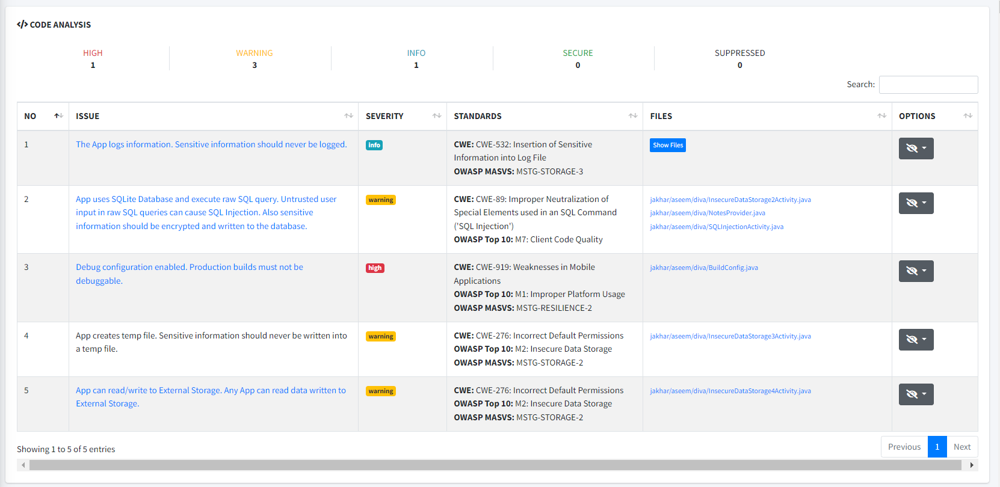 CODE ANALYSIS
HIGH
1
WARNING
3
INFO
1
SECURE
0
SUPPRESSED
0
Search:
NO ISSUE SEVERITY STANDARDS FILES OPTIONS
1
The App logs information. Sensitive information should never be logged.
info
CWE: CWE-532: Insertion of Sensitive
Information into Log File
OWASP MASVS: MSTG-STORAGE-3
Show Files
2
App uses SQLite Database and execute raw SQL query. Untrusted user
input in raw SQL queries can cause SQL Injection. Also sensitive
information should be encrypted and written to the database.
warning
CWE: CWE-89: Improper Neutralization of
Special Elements used in an SQL Command
('SQL Injection')
OWASP Top 10: M7: Client Code Quality
jakhar/aseem/diva/InsecureDataStorage2Activity.java
jakhar/aseem/diva/NotesProvider.java
jakhar/aseem/diva/SQLInjectionActivity.java
3
Debug configuration enabled. Production builds must not be
debuggable.
high
CWE: CWE-919: Weaknesses in Mobile
Applications
OWASP Top 10: M1: Improper Platform Usage
OWASP MASVS: MSTG-RESILIENCE-2
jakhar/aseem/diva/BuildConfig.java
4
App creates temp file. Sensitive information should never be written into
a temp file.
warning
CWE: CWE-276: Incorrect Default Permissions
OWASP Top 10: M2: Insecure Data Storage
OWASP MASVS: MSTG-STORAGE-2
jakhar/aseem/diva/InsecureDataStorage3Activity.java
5
App can read/write to External Storage. Any App can read data written to
External Storage.
warning
CWE: CWE-276: Incorrect Default Permissions
OWASP Top 10: M2: Insecure Data Storage
OWASP MASVS: MSTG-STORAGE-2
jakhar/aseem/diva/InsecureDataStorage4Activity.java
Showing 1 to 5 of 5 entries
Previous 1 Next